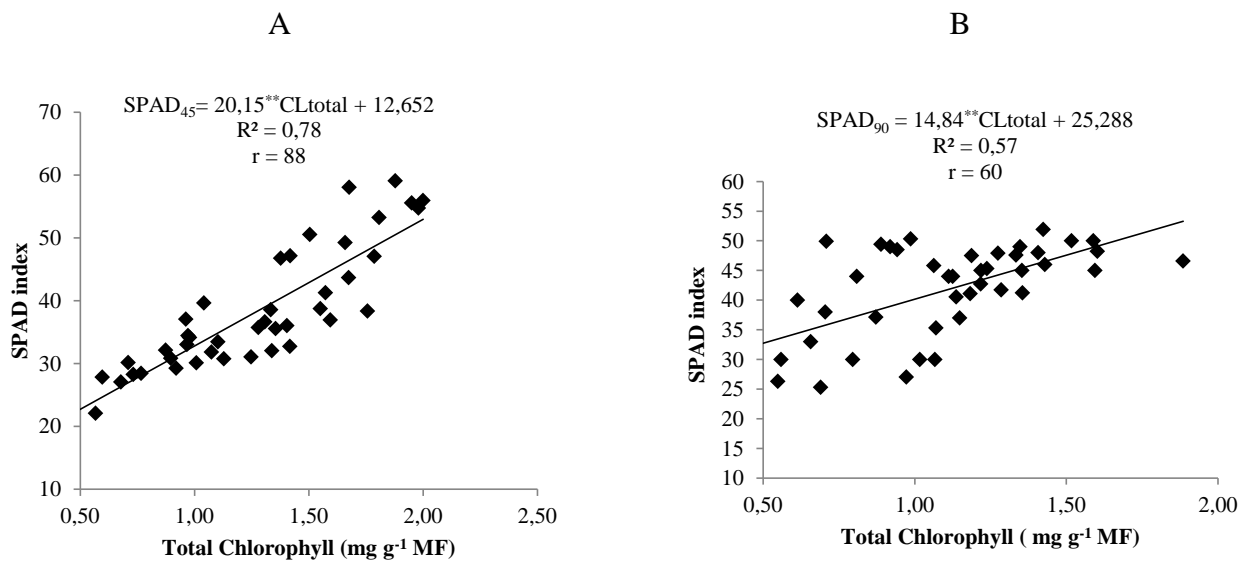 A
SPAD₄₅= 20,15**CLtotal + 12,652
R² = 0,78
r = 88
70
60
50
40
30
20
10
SPAD index
0,50 1,00 1,50 2,00 2,50
Total Chlorophyll (mg g⁻¹ MF)
B
SPAD₉₀ = 14,84**CLtotal + 25,288
R² = 0,57
r = 60
60
55
50
45
40
35
30
25
20
15
10
SPAD index
0,50 1,00 1,50 2,00
Total Chlorophyll ( mg g⁻¹ MF)